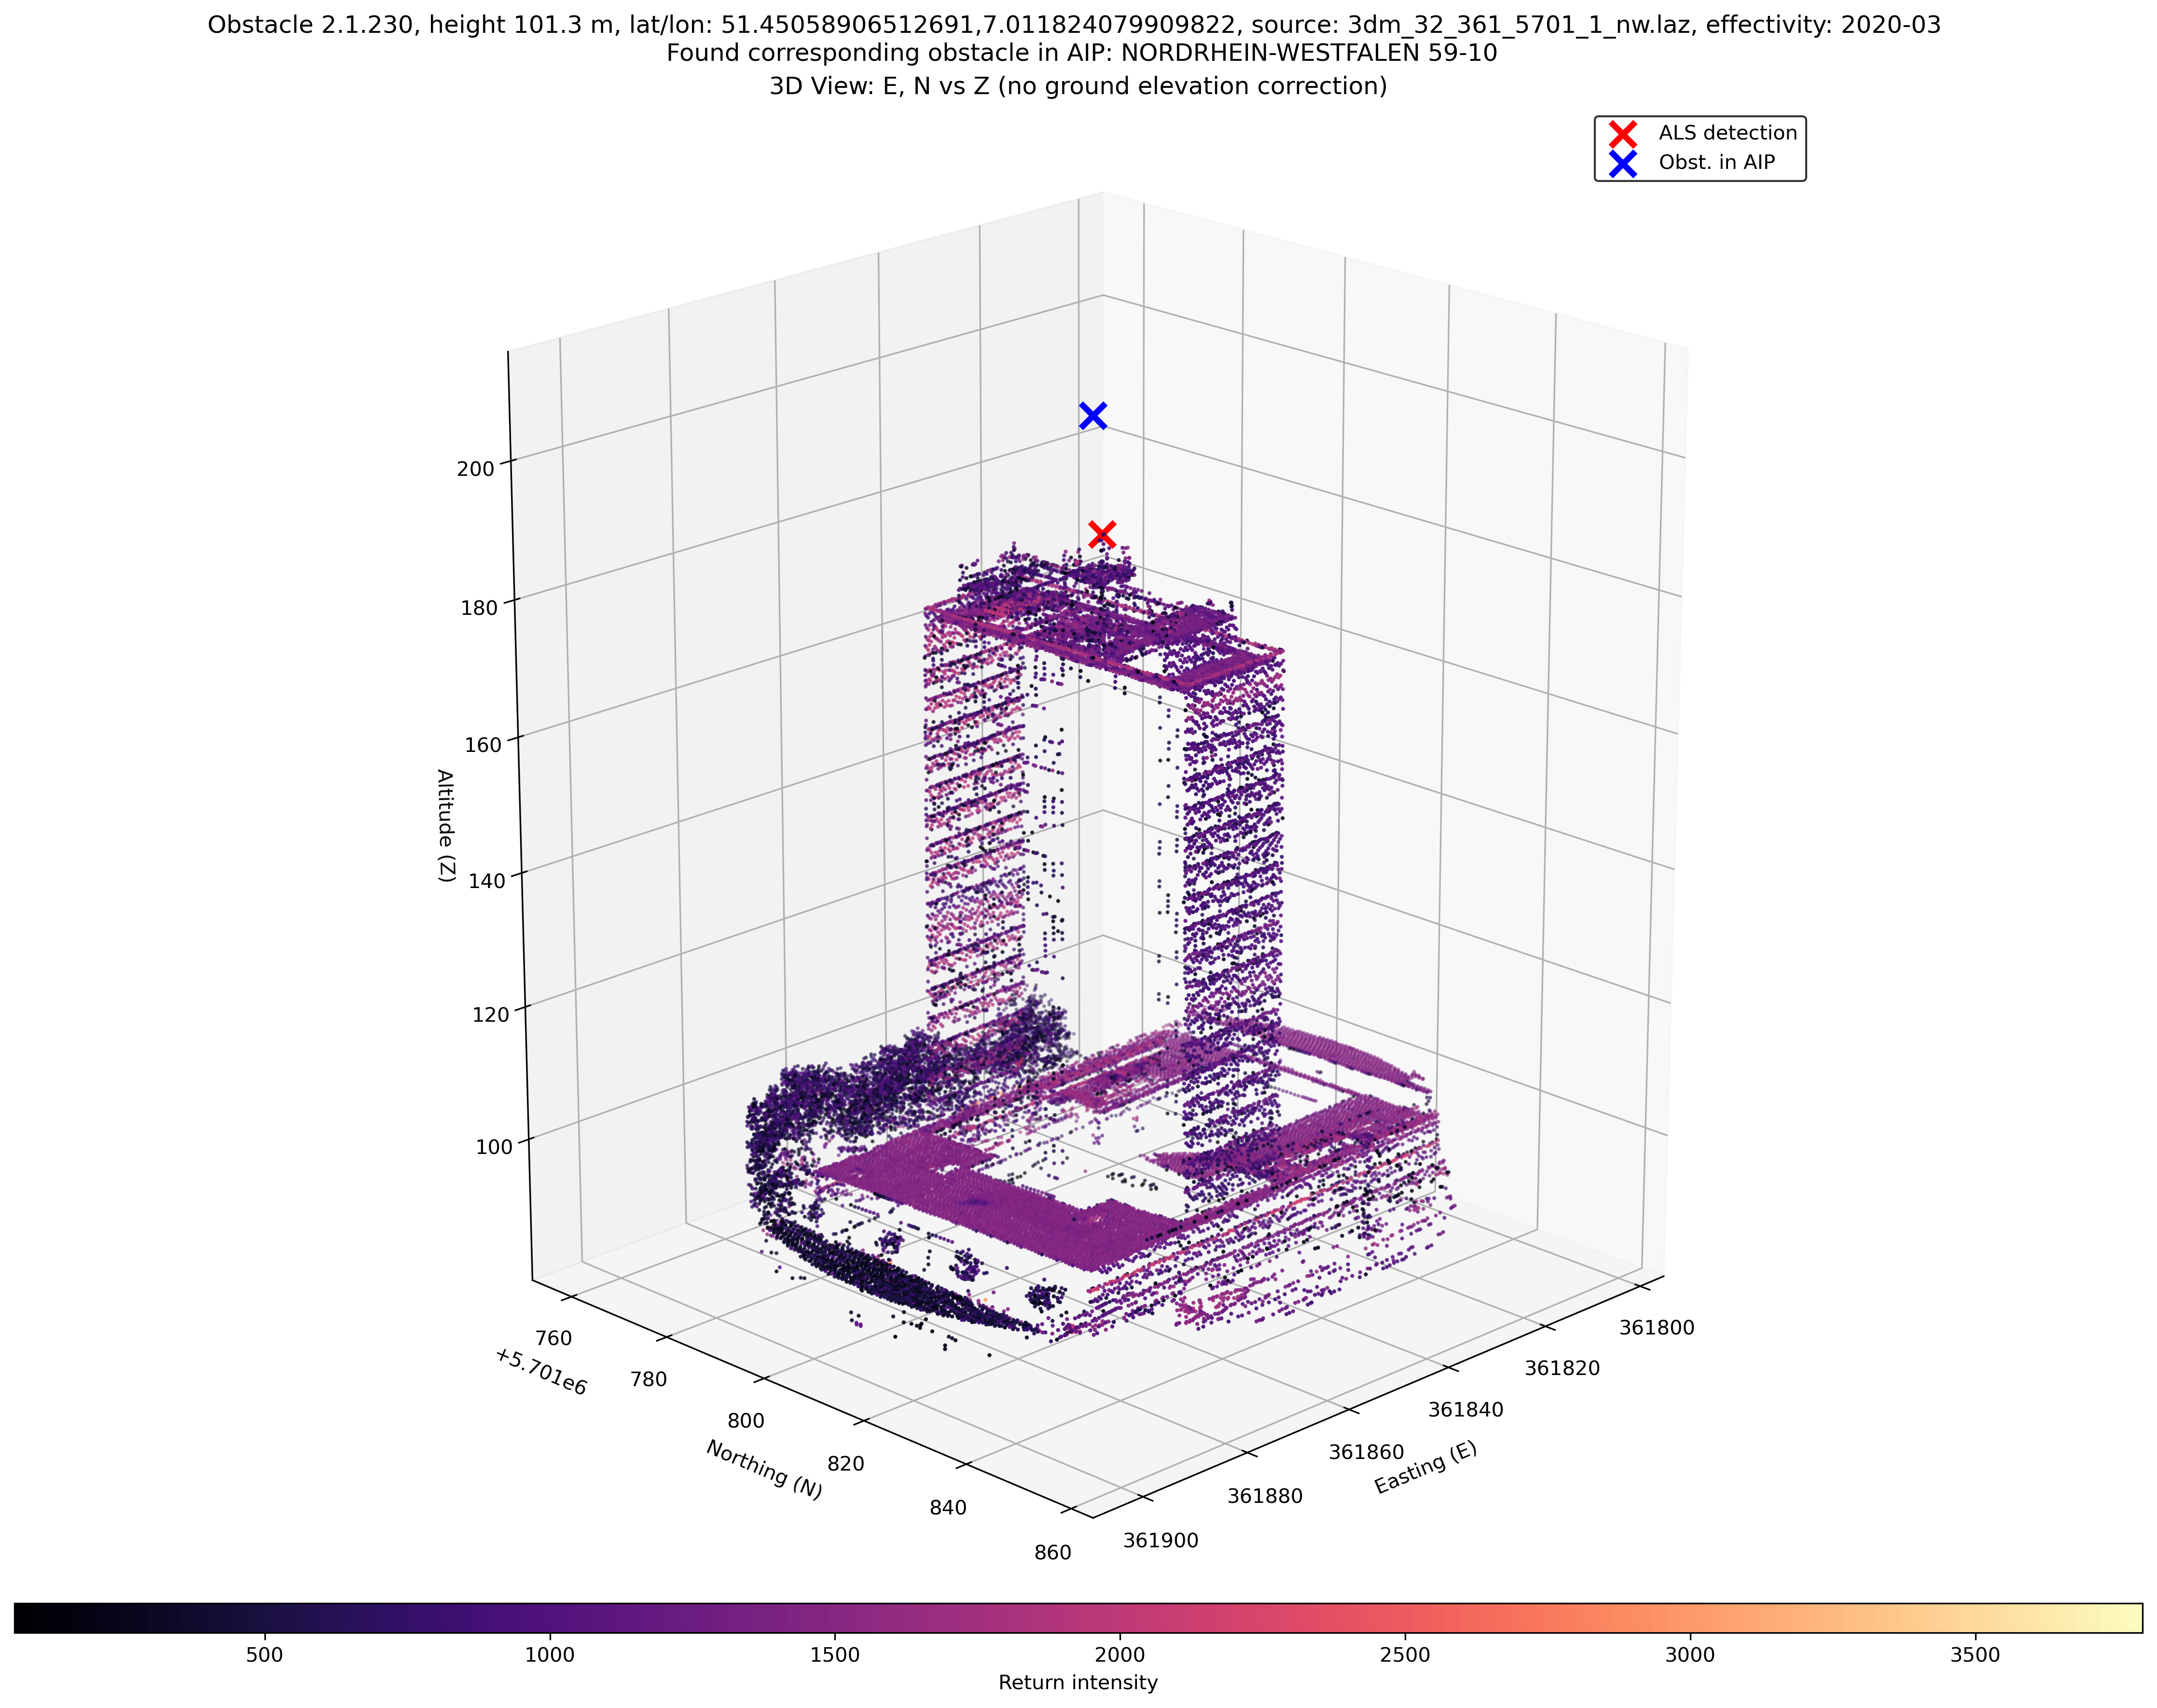 Obstacle 2.1.230, height 101.3 m, lat/lon: 51.45058906512691,7.011824079909822, source: 3dm_32_361_5701_1_nw.laz, effectivity: 2020-03
Found corresponding obstacle in AIP: NORDRHEIN-WESTFALEN 59-10
3D View: E, N vs Z (no ground elevation correction)
ALS detection
Obst. in AIP
200
180
160
140
120
100
Altitude (Z)
760
780
800
820
840
860
+5.701e6
Northing (N)
361800
361820
361840
361860
361880
361900
Easting (E)
500
1000
1500
2000
2500
3000
3500
Return intensity